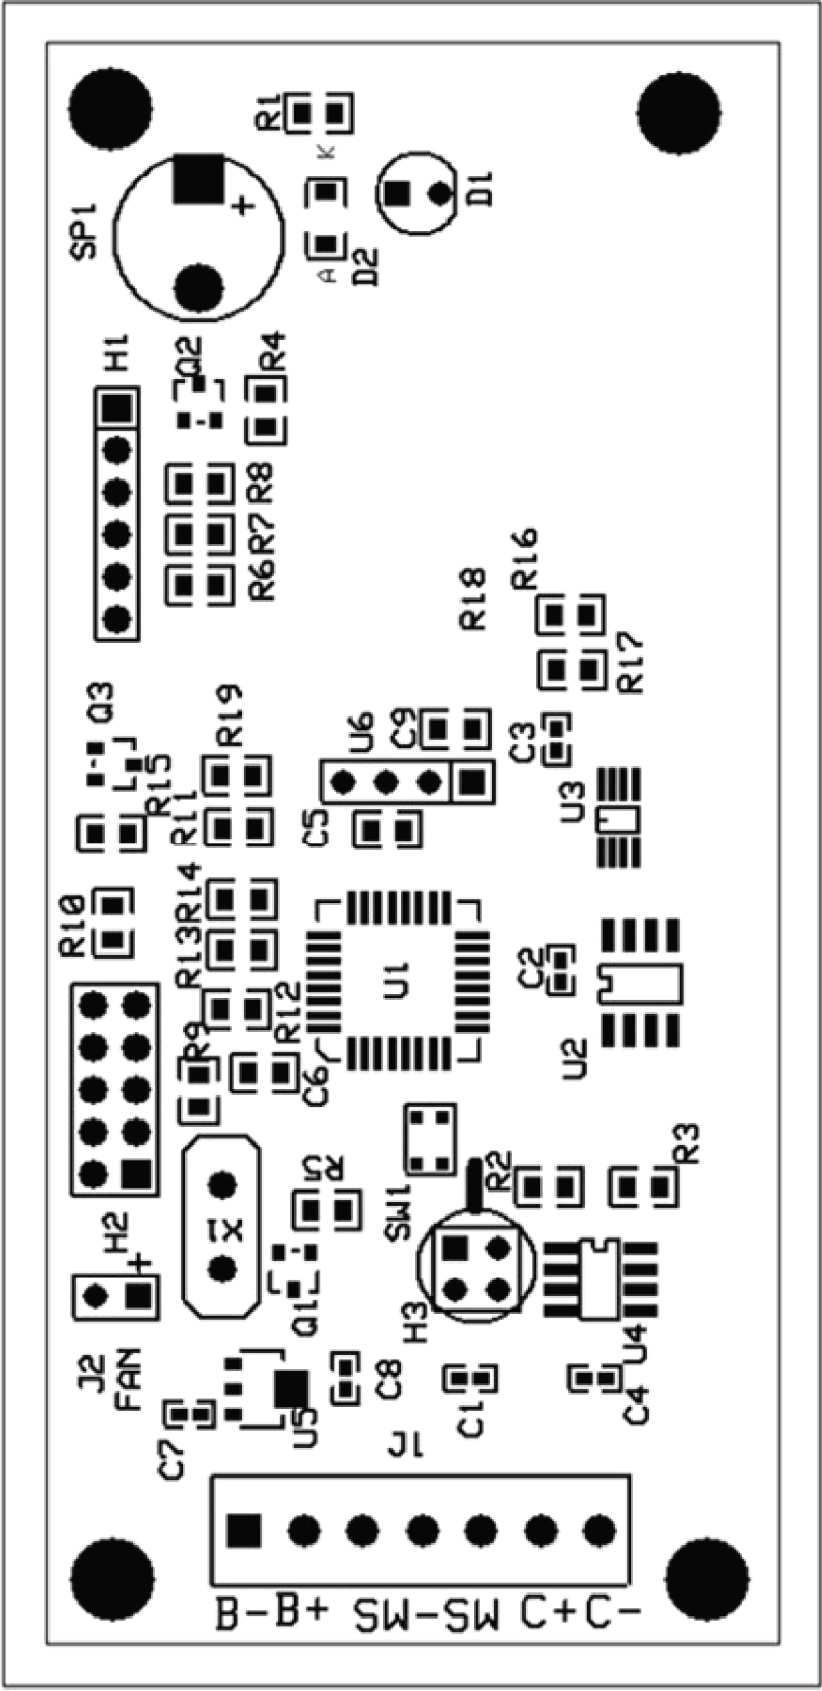 R1
K
D1
SP1
+
A
D2
H1
Q2
R4
R8
R7
R6
R16
R18
R17
Q3
R19
U6
C9
C3
R15
R11
C5
U3
R10
R14
R13
U1
C2
R12
R9
U2
C6
R5
R2
R3
SW1
X1
H2
+
Q1
H3
U4
J2
FAN
C8
C1
C4
U5
C7
J1
B-B+ SW-SW C+C-